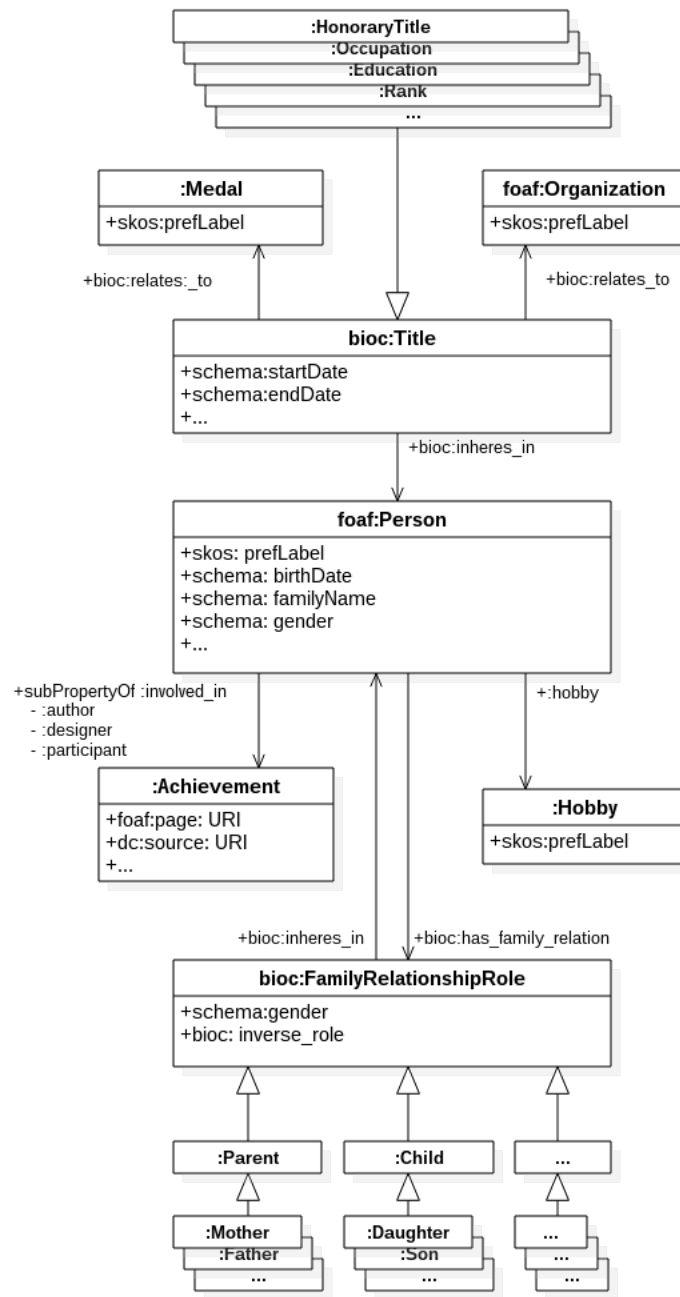 :HonoraryTitle
:Occupation
:Education
:Rank
...
:Medal
+skos:prefLabel
foaf:Organization
+skos:prefLabel
+bioc:relates:_to
+bioc:relates_to
bioc:Title
+schema:startDate
+schema:endDate
+...
+bioc:inheres_in
foaf:Person
+skos: prefLabel
+schema: birthDate
+schema: familyName
+schema: gender
+...
+subPropertyOf :involved_in
- :author
- :designer
- :participant
+:hobby
:Achievement
+foaf:page: URI
+dc:source: URI
+...
:Hobby
+skos:prefLabel
+bioc:inheres_in
+bioc:has_family_relation
bioc:FamilyRelationshipRole
+schema:gender
+bioc: inverse_role
:Parent
:Child
...
:Mother
:Father
...
:Daughter
:Son
...
...
...
...